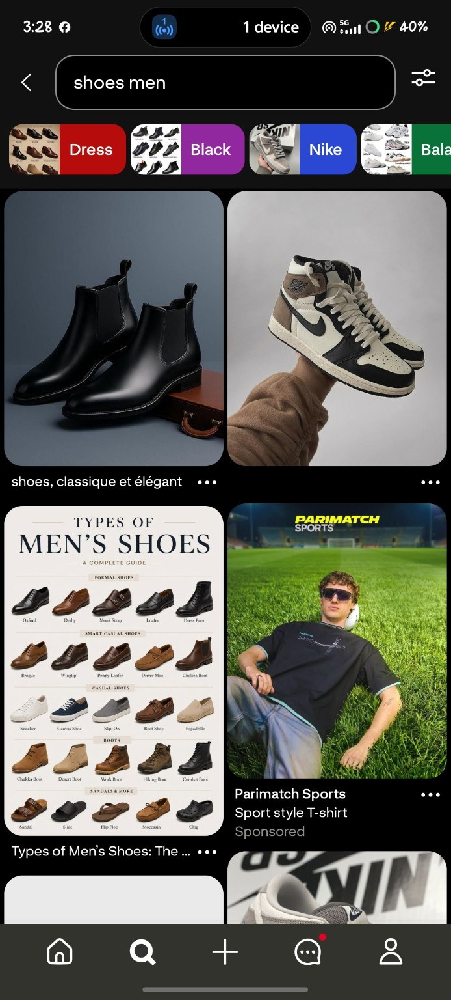 3:28
1
1 device
5G
40%
shoes men
Dress
Black
Nike
Bala
shoes, classique et élégant
TYPES OF
MEN'S SHOES
A COMPLETE GUIDE
FORMAL SHOES
Oxford Derby Monk Strap Loafer Dress Boot
SMART CASUAL SHOES
Brogue Wingtip Penny Loafer Driver Moc Chelsea Boot
CASUAL SHOES
Sneaker Canvas Shoe Slip-On Boat Shoe Espadrille
BOOTS
Chukka Boot Desert Boot Work Boot Hiking Boot Combat Boot
SANDALS & MORE
Sandal Slide Flip Flop Moccasin Clog
Types of Men's Shoes: The ...
PARIMATCH
SPORTS
Parimatch Sports
Sport style T-shirt
Sponsored
NIKE